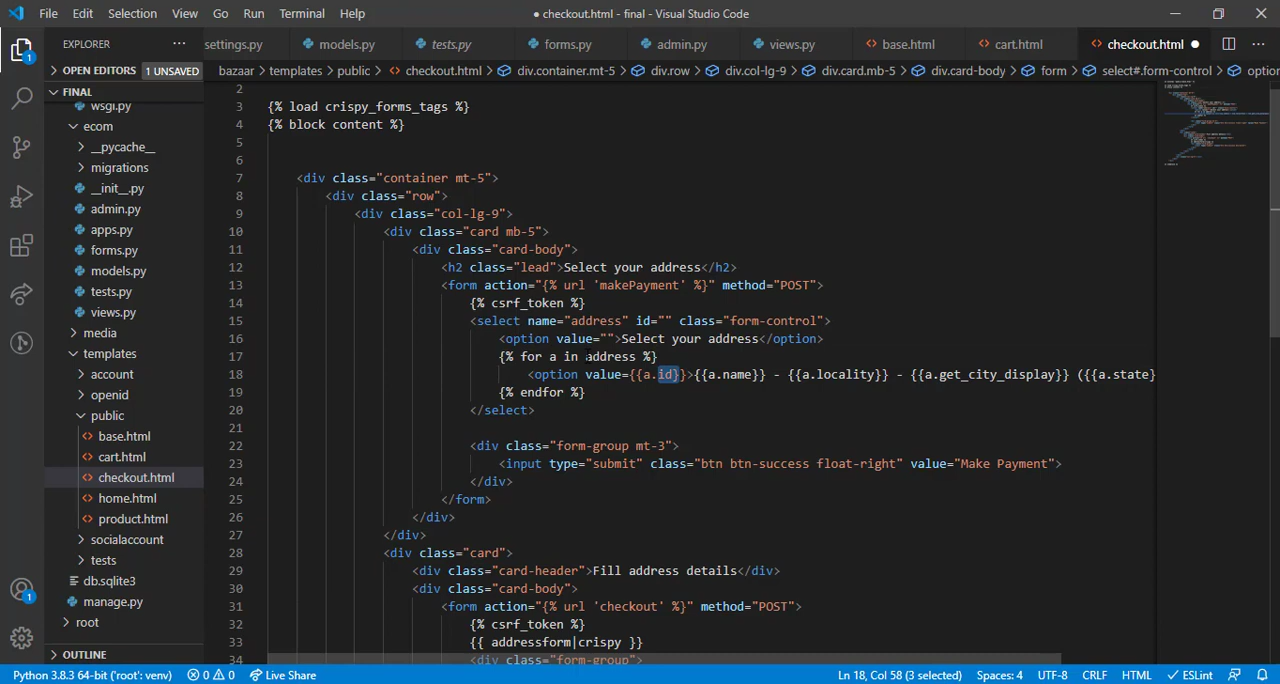 File Edit Selection View Go Run Terminal Help
● checkout.html - final - Visual Studio Code
EXPLORER ···
settings.py models.py tests.py forms.py admin.py views.py base.html cart.html checkout.html ● ···
OPEN EDITORS 1 UNSAVED
bazaar > templates > public > checkout.html > div.container.mt-5 > div.row > div.col-lg-9 > div.card.mb-5 > div.card-body > form > select#.form-control > option
FINAL
wsgi.py
ecom
__pycache__
migrations
__init__.py
admin.py
apps.py
forms.py
models.py
tests.py
views.py
media
templates
account
openid
public
base.html
cart.html
checkout.html
home.html
product.html
socialaccount
tests
db.sqlite3
manage.py
root
OUTLINE
1
1
2
3 {% load crispy_forms_tags %}
4 {% block content %}
5
6
7 <div class="container mt-5">
8 <div class="row">
9 <div class="col-lg-9">
10 <div class="card mb-5">
11 <div class="card-body">
12 <h2 class="lead">Select your address</h2>
13 <form action="{% url 'makePayment' %}" method="POST">
14 {% csrf_token %}
15 <select name="address" id="" class="form-control">
16 <option value="">Select your address</option>
17 {% for a in address %}
18 <option value={{a.id}}>{{a.name}} - {{a.locality}} - {{a.get_city_display}} ({{a.state}
19 {% endfor %}
20 </select>
21
22 <div class="form-group mt-3">
23 <input type="submit" class="btn btn-success float-right" value="Make Payment">
24 </div>
25 </form>
26 </div>
27 </div>
28 <div class="card">
29 <div class="card-header">Fill address details</div>
30 <div class="card-body">
31 <form action="{% url 'checkout' %}" method="POST">
32 {% csrf_token %}
33 {{ addressform|crispy }}
34 <div class="form-group">
Python 3.8.3 64-bit ('root': venv) 0 0 Live Share Ln 18, Col 58 (3 selected) Spaces: 4 UTF-8 CRLF HTML ESLint